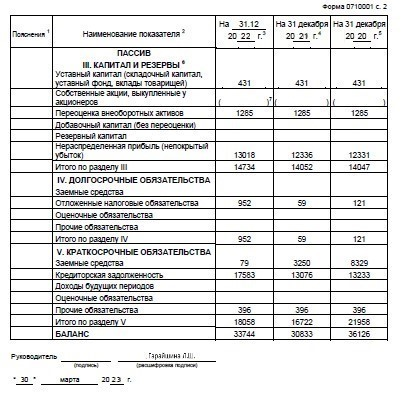 Форма 0710001 с. 2
Пояснения 1 Наименование показателя 2 На 31.12 20 22 г.3 На 31 декабря 20 21 г.4 На 31 декабря 20 20 г.5
ПАССИВ
III. КАПИТАЛ И РЕЗЕРВЫ 6
Уставный капитал (складочный капитал,
уставный фонд, вклады товарищей) 431 431 431
Собственные акции, выкупленные у
акционеров ( )7 ( ) ( )
Переоценка внеоборотных активов 1285 1285 1285
Добавочный капитал (без переоценки)
Резервный капитал
Нераспределенная прибыль (непокрытый
убыток) 13018 12336 12331
Итого по разделу III 14734 14052 14047
IV. ДОЛГОСРОЧНЫЕ ОБЯЗАТЕЛЬСТВА
Заемные средства
Отложенные налоговые обязательства 952 59 121
Оценочные обязательства
Прочие обязательства
Итого по разделу IV 952 59 121
V. КРАТКОСРОЧНЫЕ ОБЯЗАТЕЛЬСТВА
Заемные средства 79 3250 8329
Кредиторская задолженность 17583 13076 13233
Доходы будущих периодов
Оценочные обязательства
Прочие обязательства 396 396 396
Итого по разделу V 18058 16722 21958
БАЛАНС 33744 30833 36126
Руководитель Гарайшина Л.Ш.
(подпись) (расшифровка подписи)
" 30 " марта 20 23 г.